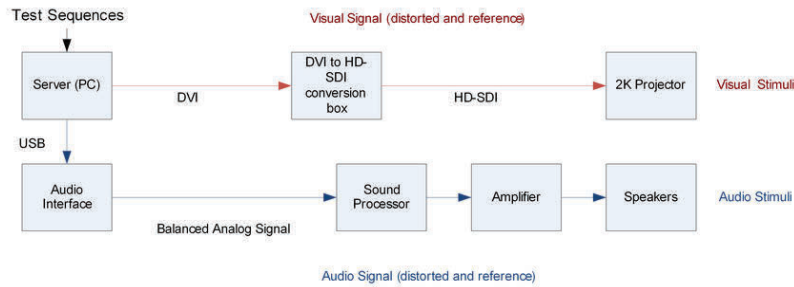 Test Sequences
Visual Signal (distorted and reference)
Server (PC)
DVI
DVI to HD-
SDI
conversion
box
HD-SDI
2K Projector
Visual Stimuli
USB
Audio
Interface
Balanced Analog Signal
Sound
Processor
Amplifier
Speakers
Audio Stimuli
Audio Signal (distorted and reference)